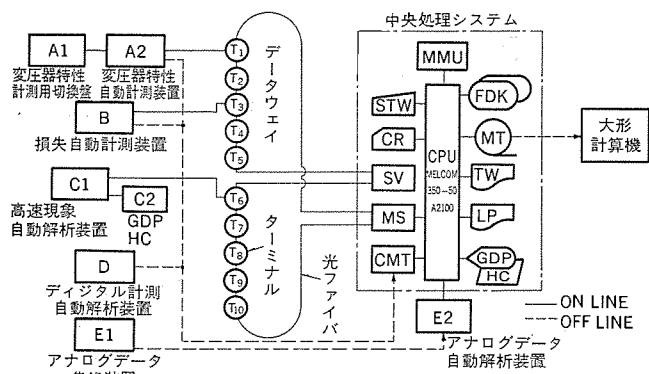 中央処理システム
A1
A2
変圧器特性
計測用切換盤
変圧器特性
自動計測装置
B
損失自動計測装置
C1
C2
GDP
HC
高速現象
自動解析装置
D
ディジタル計測
自動解析装置
E1
アナログデータ
T1
T2
T3
T4
T5
T6
T7
T8
T9
T10
データウェイ
ターミナル
光ファイバ
MMU
STW
CR
SV
MS
CMT
CPU
MELCOM
350-50
A2100
FDK
MT
TW
LP
GDP
HC
E2
アナログデータ
自動解析装置
大形
計算機
ON LINE
OFF LINE